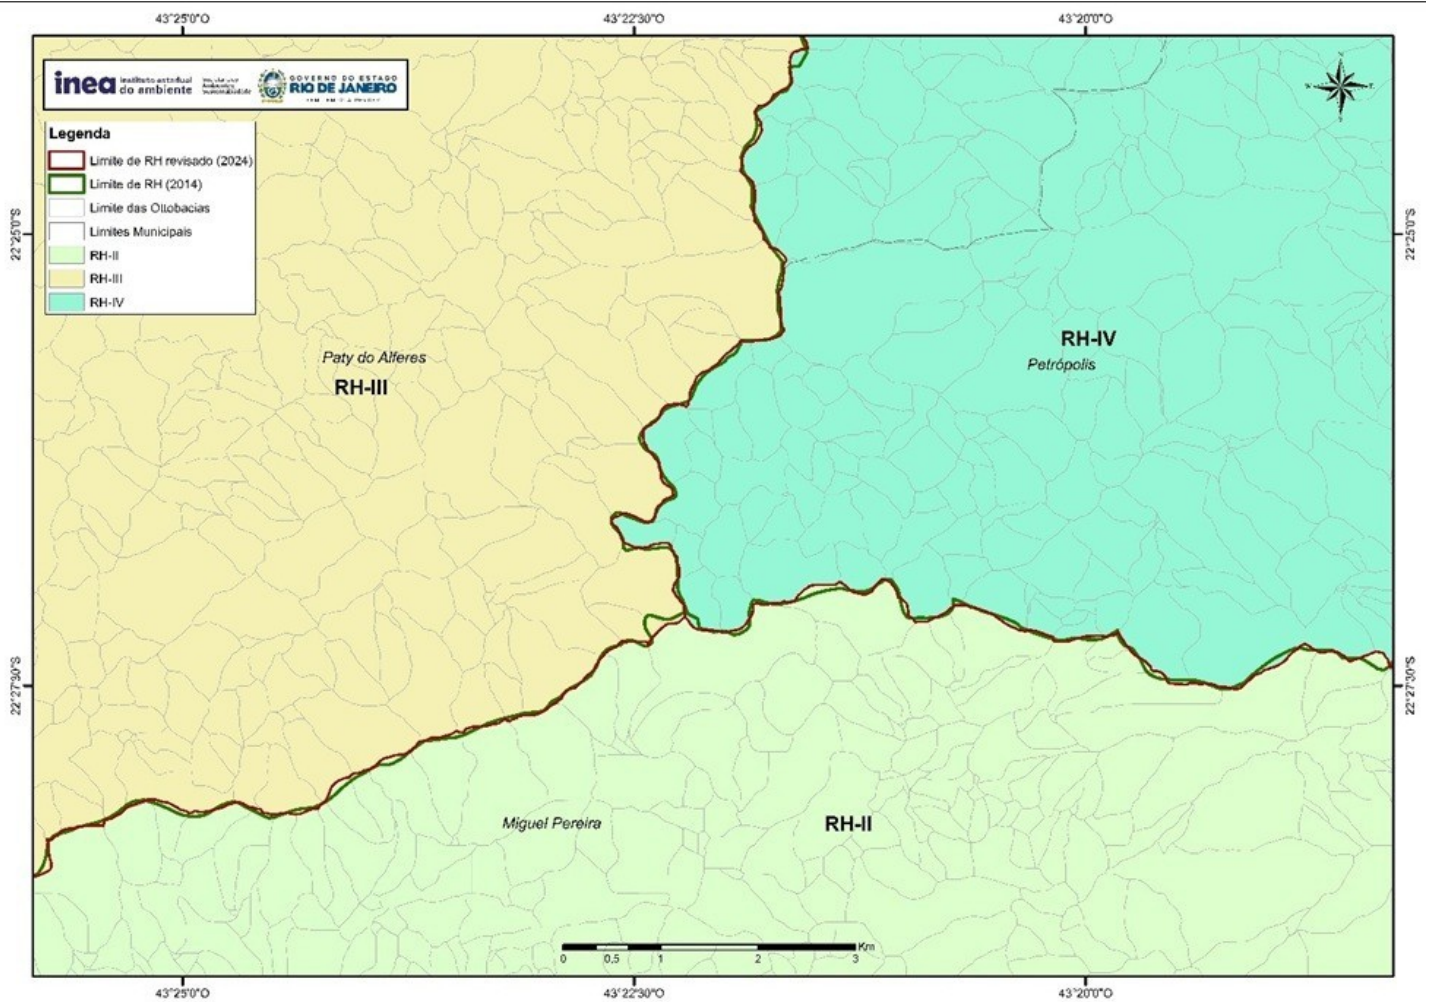 43°25'0"O 43°22'30"O 43°20'0"O
inea instituto estadual do ambiente
GOVERNO DO ESTADO
RIO DE JANEIRO
N
W E
S
Legenda
Limite de RH revisado (2024)
Limite de RH (2014)
Limite das Ottobacias
Limites Municipais
RH-II
RH-III
RH-IV
22°25'0"S 22°25'0"S
RH-IV
Petrópolis
Paty do Alferes
RH-III
22°27'30"S 22°27'30"S
Miguel Pereira
RH-II
Km
0 0,5 1 2 3
43°25'0"O 43°22'30"O 43°20'0"O